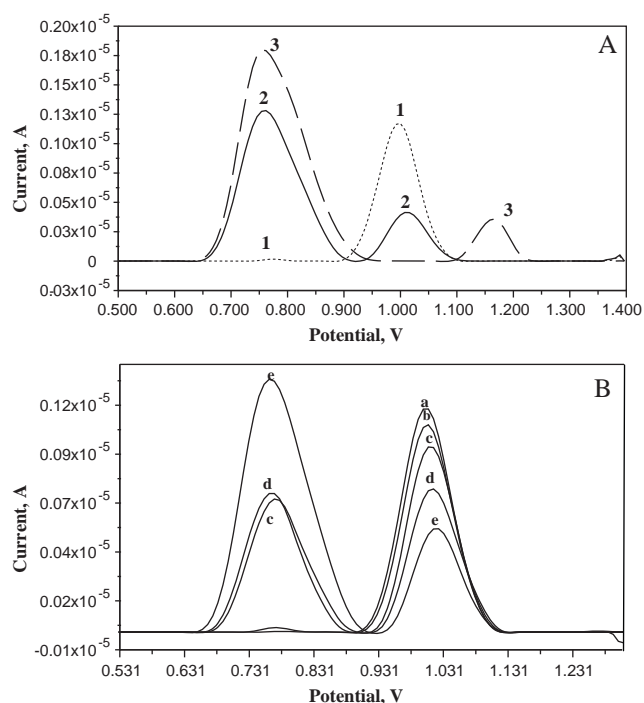 0.20x10-5
A
3
0.18x10-5
0.15x10-5
2
1
0.13x10-5
0.10x10-5
0.08x10-5
0.05x10-5
2
3
0.03x10-5
1
0
0.03x10-5
Current, A
0.500 0.600 0.700 0.800 0.900 1.000 1.100 1.200 1.300 1.400
Potential, V
B
e
a
0.12x10-5
b
c
0.09x10-5
d
d
0.07x10-5
c
e
0.04x10-5
0.02x10-5
-0.01x10-5
Current, A
0.531 0.631 0.731 0.831 0.931 1.031 1.131 1.231
Potential, V